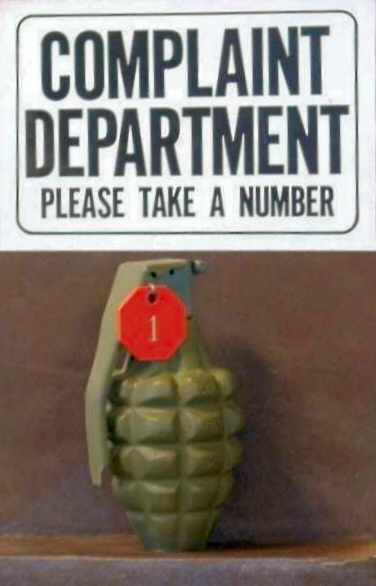 COMPLAINT
DEPARTMENT
PLEASE TAKE A NUMBER
1